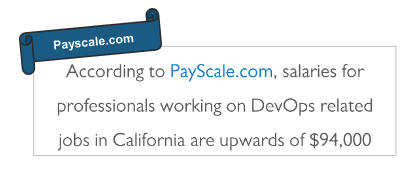 Payscale.com
According to PayScale.com, salaries for
professionals working on DevOps related
jobs in California are upwards of $94,000